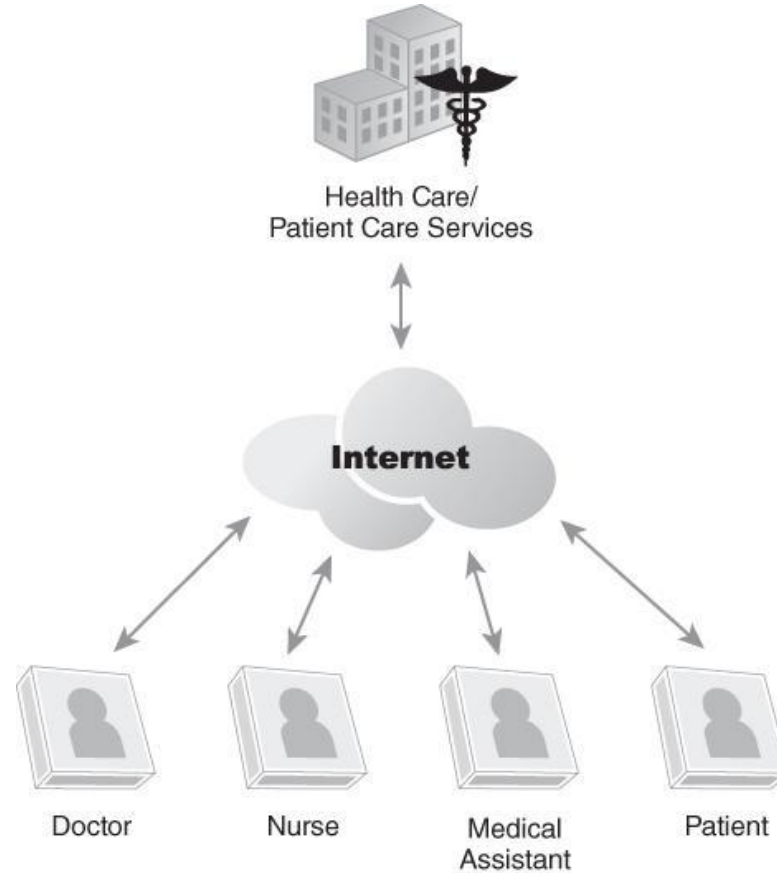 Health Care/
Patient Care Services
Internet
Doctor
Nurse
Medical
Assistant
Patient